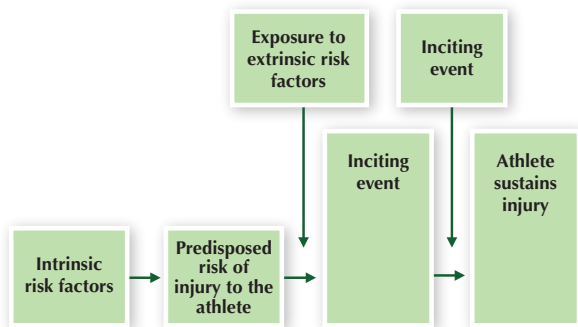 Exposure to
extrinsic risk
factors
Inciting
event
Inciting
event
Athlete
sustains
injury
Intrinsic
risk factors
Predisposed
risk of
injury to the
athlete